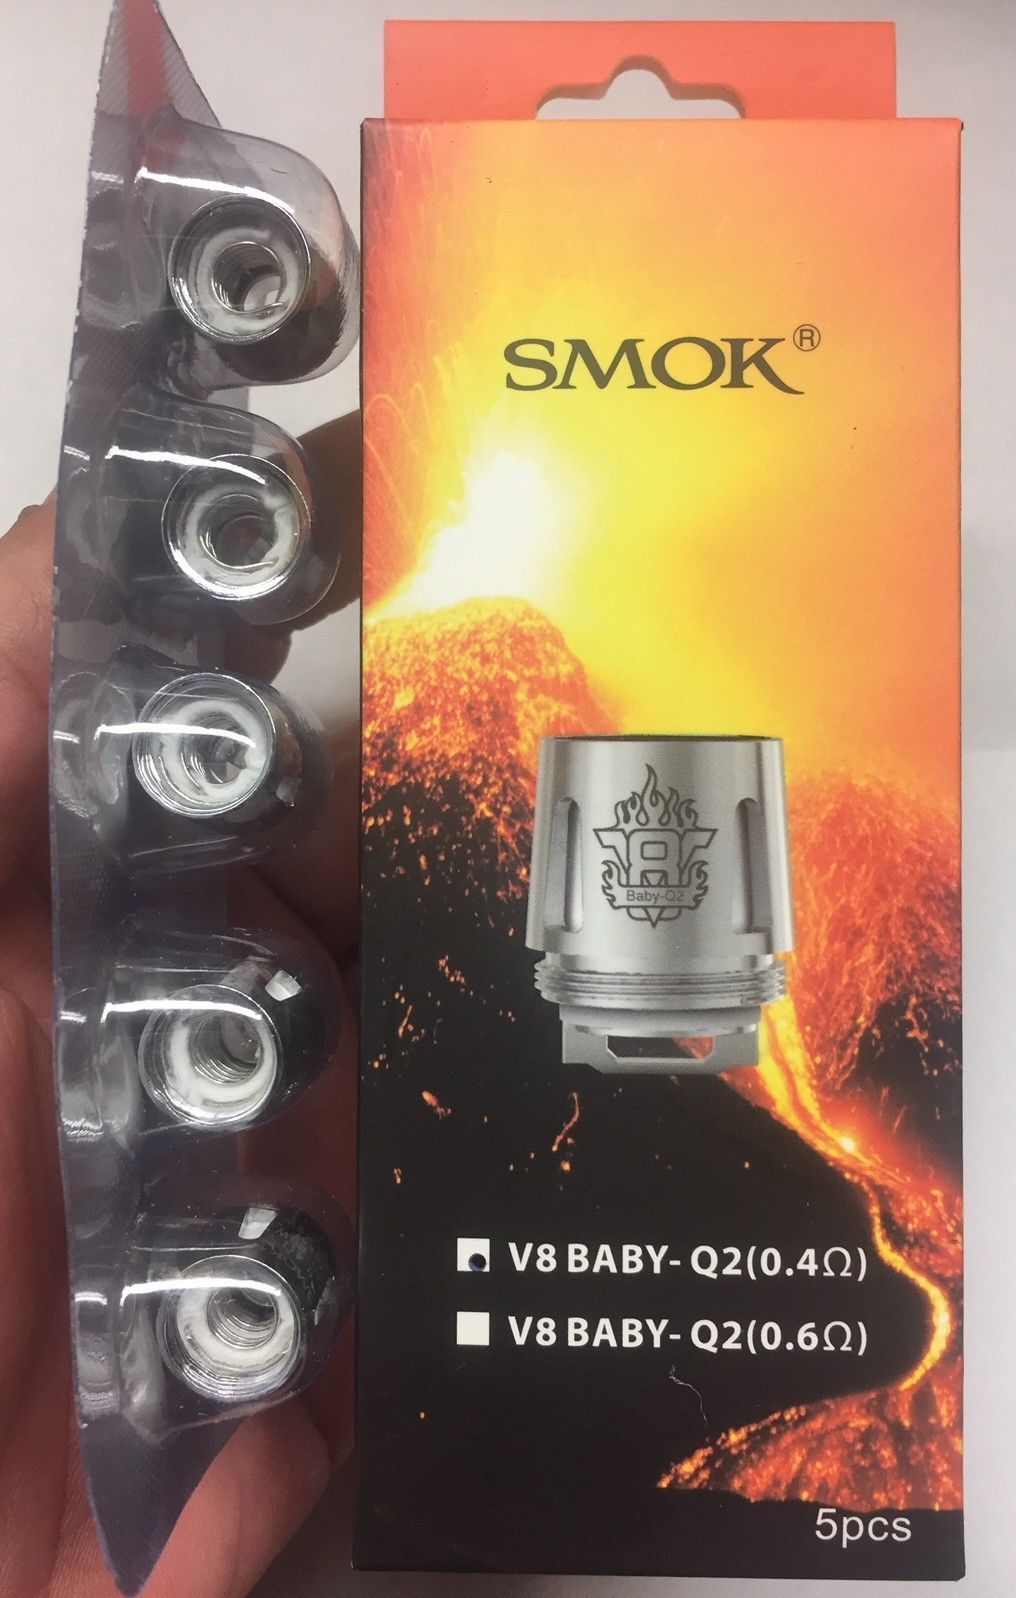 SMOK®
Baby-Q2
V8 BABY- Q2(0.4Ω)
V8 BABY- Q2(0.6Ω)
5pcs